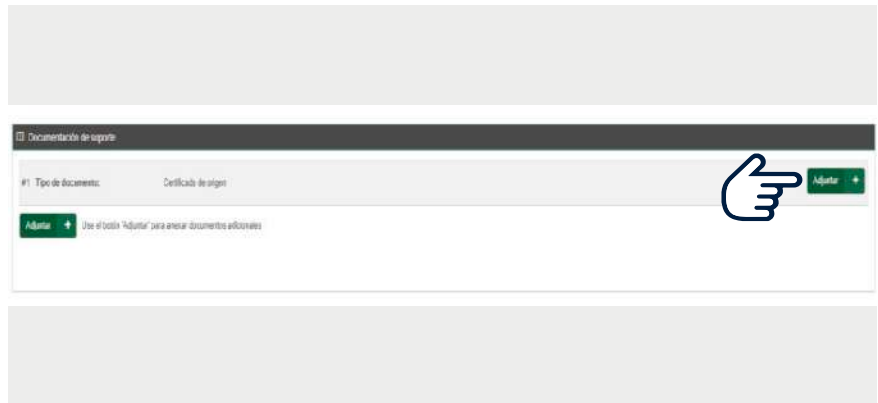 Documentación de soporte
#1 Tipo de documento: Certificado de origen Adjuntar +
Adjuntar + Use el botón 'Adjuntar' para anexar documentos adicionales